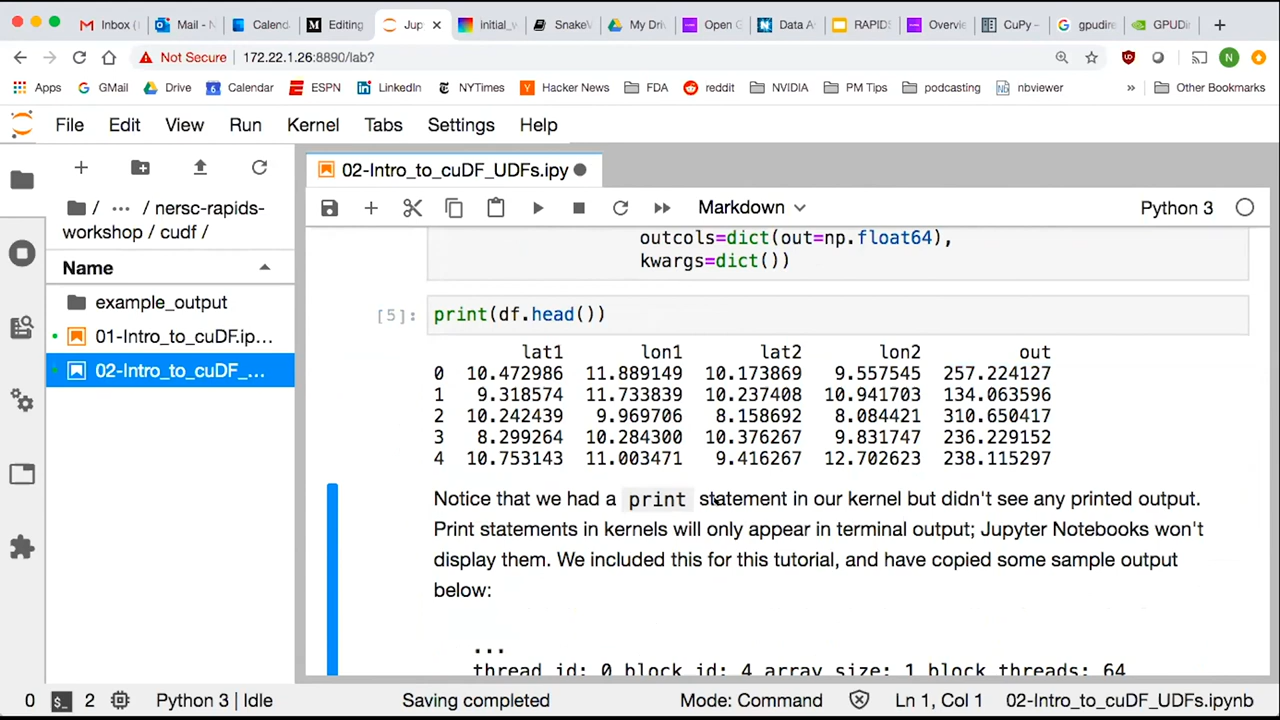 Inbox (
Mail - N
Calend
Editing
Jup
initial_v
SnakeV
My Dri
Open G
Data A
RAPIDS
Overvie
CuPy –
gpudire
GPUDir
Not Secure 172.22.1.26:8890/lab?
N
Apps GMail Drive Calendar ESPN LinkedIn NYTimes Hacker News FDA reddit NVIDIA PM Tips podcasting nbviewer » Other Bookmarks
File Edit View Run Kernel Tabs Settings Help
/ ··· / nersc-rapids-
workshop / cudf /
Name
example_output
01-Intro_to_cuDF.ip...
02-Intro_to_cuDF_...
02-Intro_to_cuDF_UDFs.ipy
Markdown
Python 3
outcols=dict(out=np.float64),
kwargs=dict())
[5]: print(df.head())
lat1 lon1 lat2 lon2 out
0 10.472986 11.889149 10.173869 9.557545 257.224127
1 9.318574 11.733839 10.237408 10.941703 134.063596
2 10.242439 9.969706 8.158692 8.084421 310.650417
3 8.299264 10.284300 10.376267 9.831747 236.229152
4 10.753143 11.003471 9.416267 12.702623 238.115297
Notice that we had a print statement in our kernel but didn't see any printed output.
Print statements in kernels will only appear in terminal output; Jupyter Notebooks won't
display them. We included this for this tutorial, and have copied some sample output
below:
...
thread id: 0 block id: 4 array size: 1 block threads: 64
0 2 Python 3 | Idle Saving completed Mode: Command Ln 1, Col 1 02-Intro_to_cuDF_UDFs.ipynb